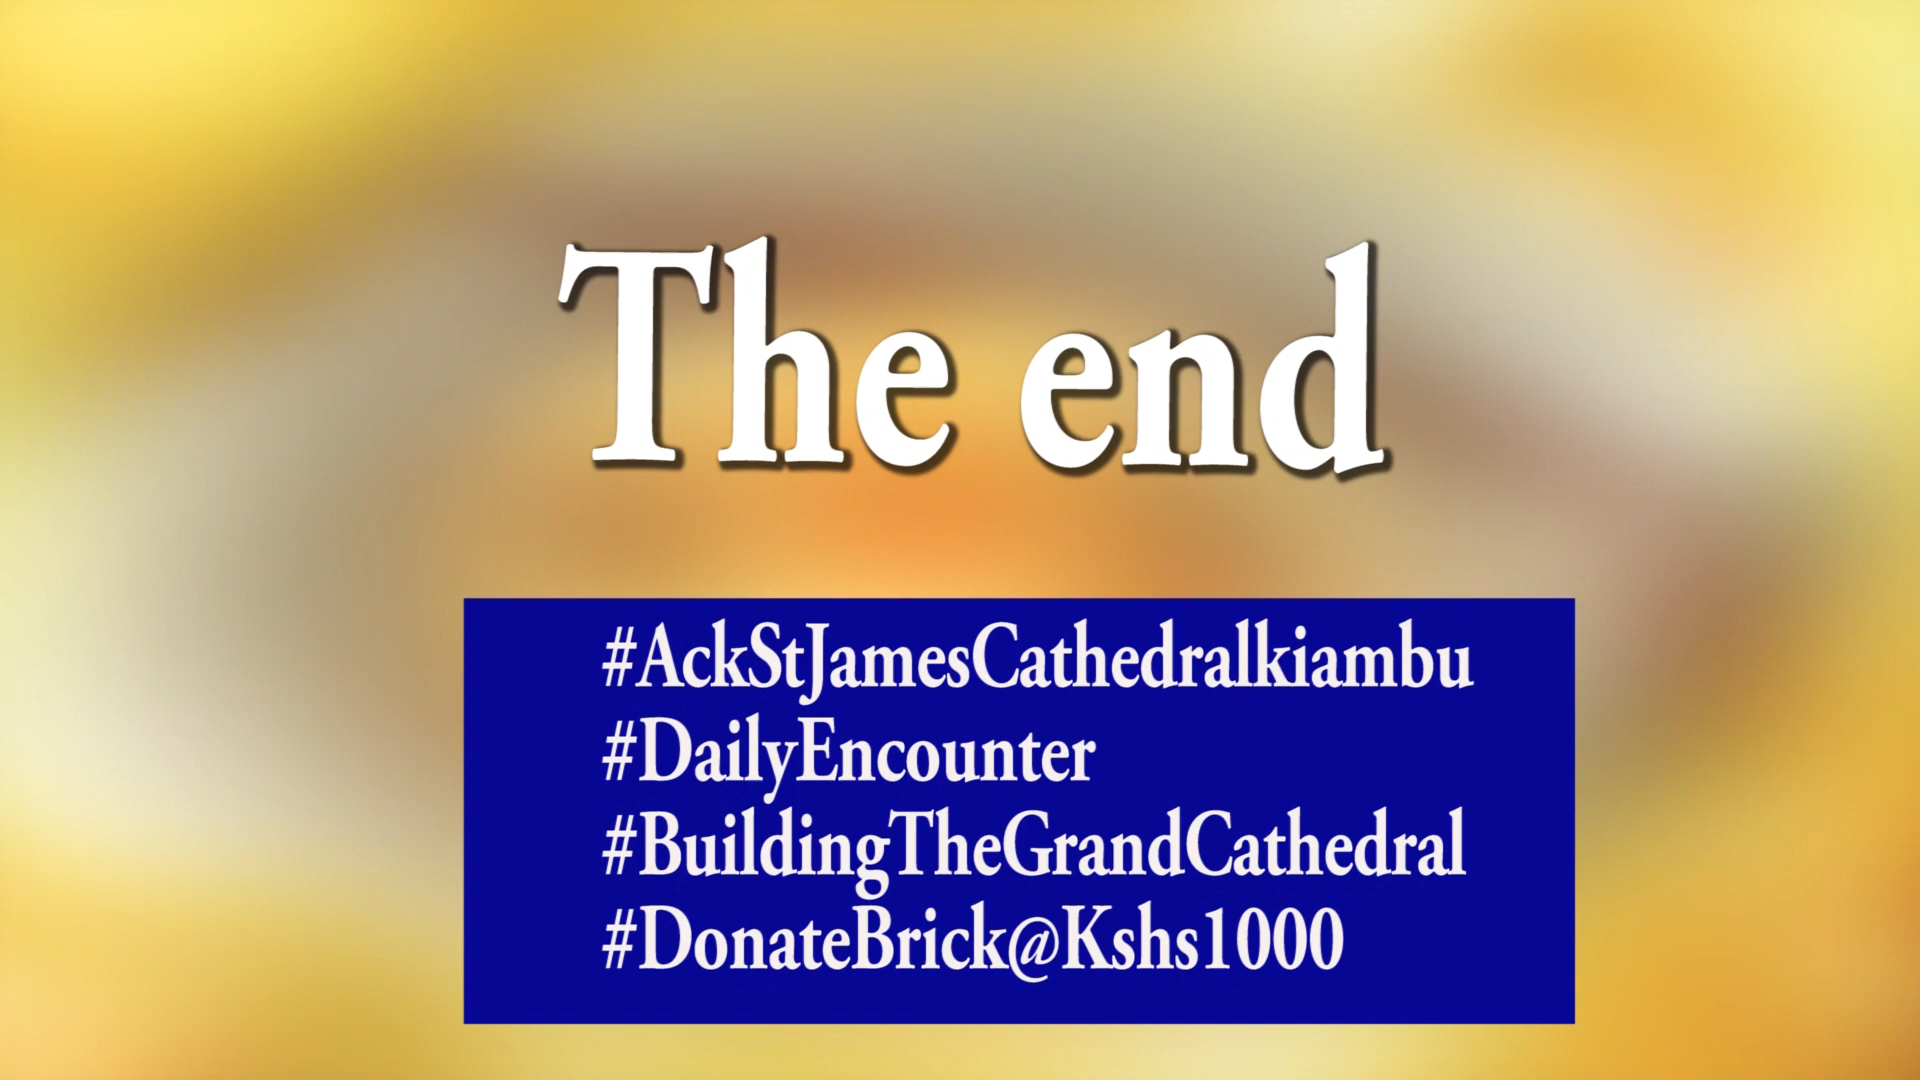 The end
#AckStJamesCathedralkiambu
#DailyEncounter
#BuildingTheGrandCathedral
#DonateBrick@Kshs1000